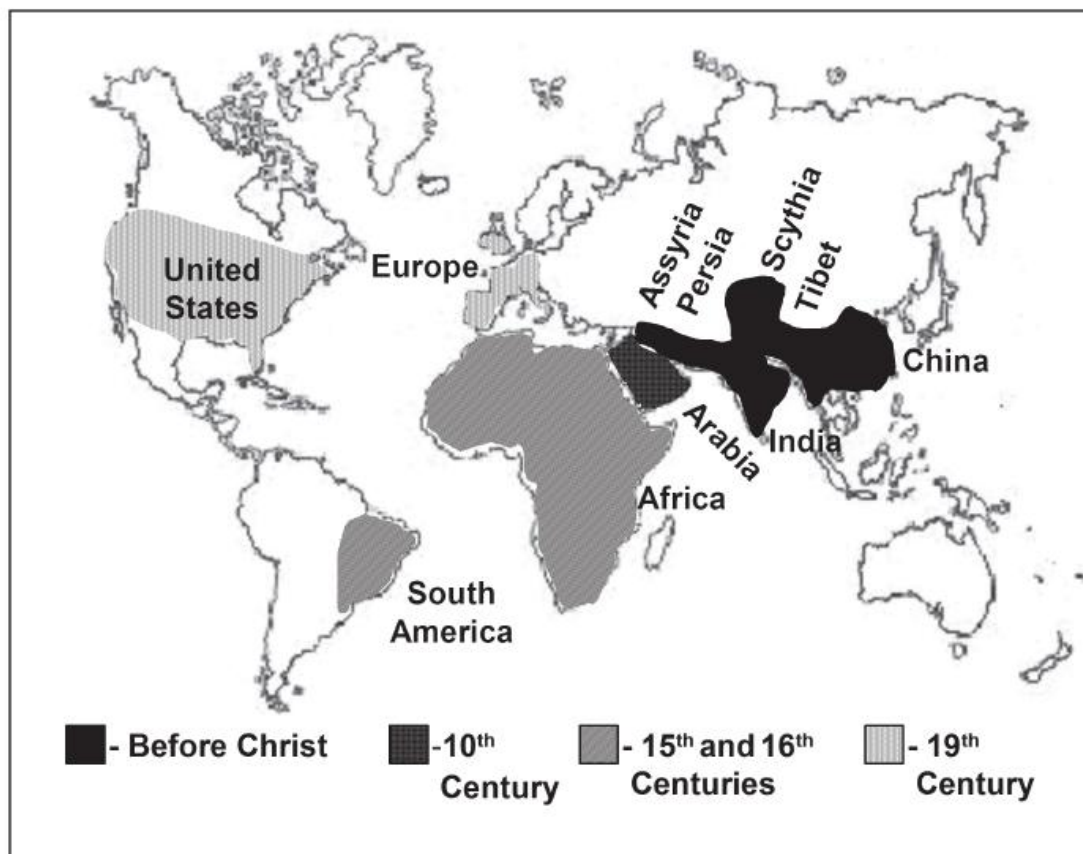 United
States
Europe
Assyria
Persia
Scythia
Tibet
China
India
Arabia
Africa
South
America
- Before Christ
-10th
Century
- 15th and 16th
Centuries
- 19th
Century